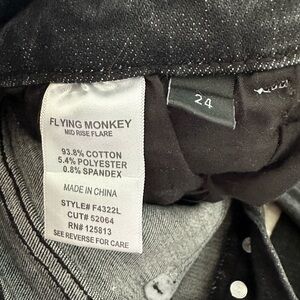 FLYING MONKEY
MID RISE FLARE
93.8% COTTON
5.4% POLYESTER
0.8% SPANDEX
MADE IN CHINA
STYLE# F4322L
CUT# 52064
RN# 125813
SEE REVERSE FOR CARE
24